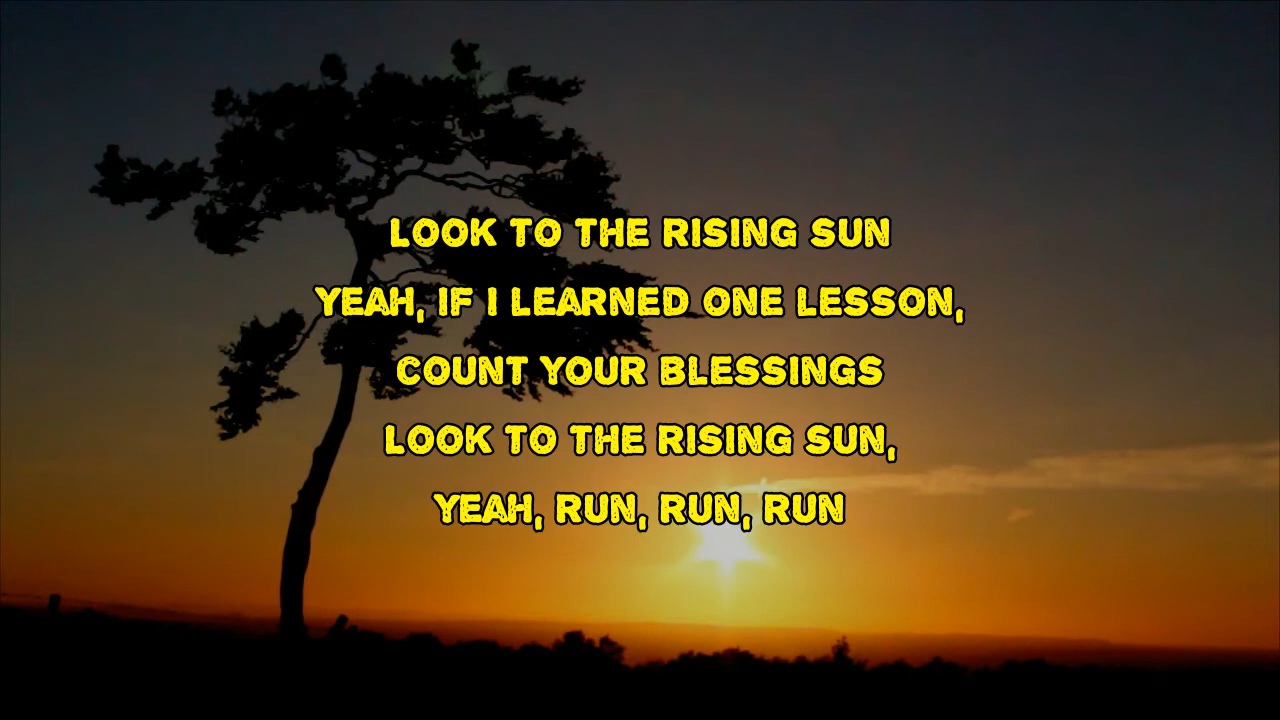 LOOK TO THE RISING SUN
YEAH, IF I LEARNED ONE LESSON,
COUNT YOUR BLESSINGS
LOOK TO THE RISING SUN,
YEAH, RUN, RUN, RUN